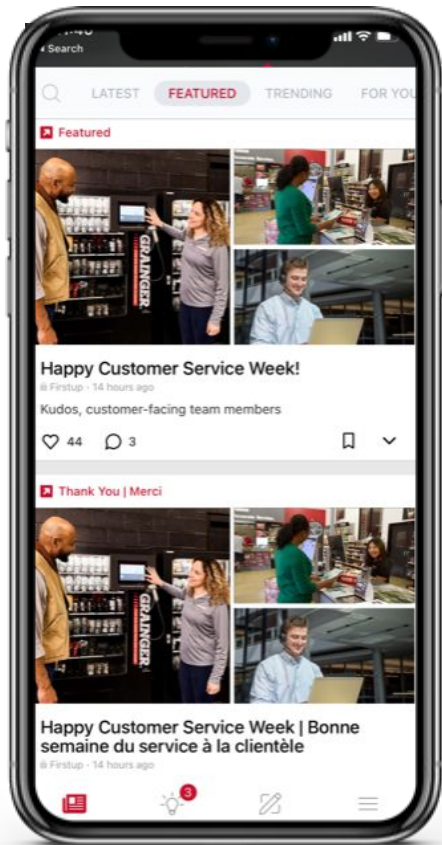 Search
LATEST FEATURED TRENDING FOR YOU
Featured
GRAINGER
Happy Customer Service Week!
Firstup · 14 hours ago
Kudos, customer-facing team members
44 3
Thank You | Merci
GRAINGER
Happy Customer Service Week | Bonne
semaine du service à la clientèle
Firstup · 14 hours ago
3